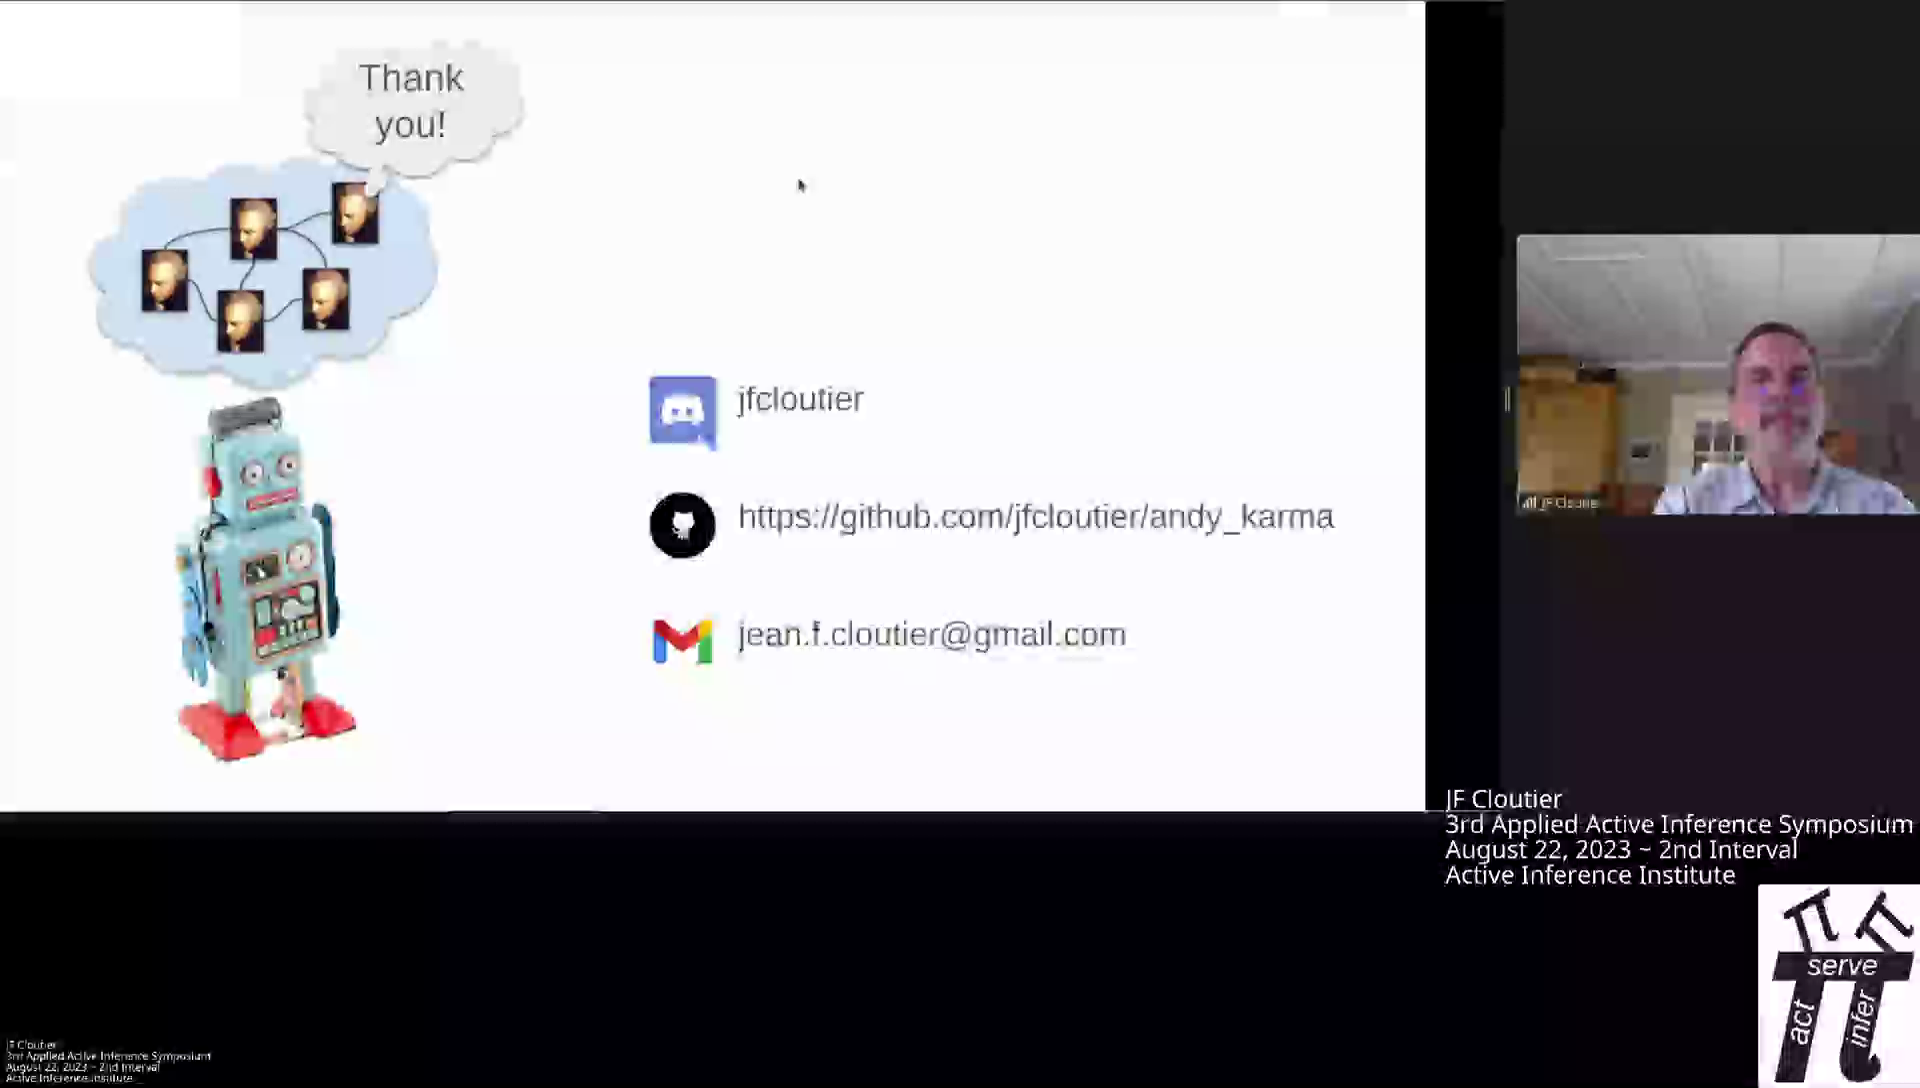 Thank
you!
jfcloutier
https://github.com/jfcloutier/andy_karma
jean.f.cloutier@gmail.com
JF Cloutier
JF Cloutier
3rd Applied Active Inference Symposium
August 22, 2023 ~ 2nd Interval
Active Inference Institute
serve
act
infer
JF Cloutier
3rd Applied Active Inference Symposium
August 22, 2023 ~ 2nd Interval
Active Inference Institute